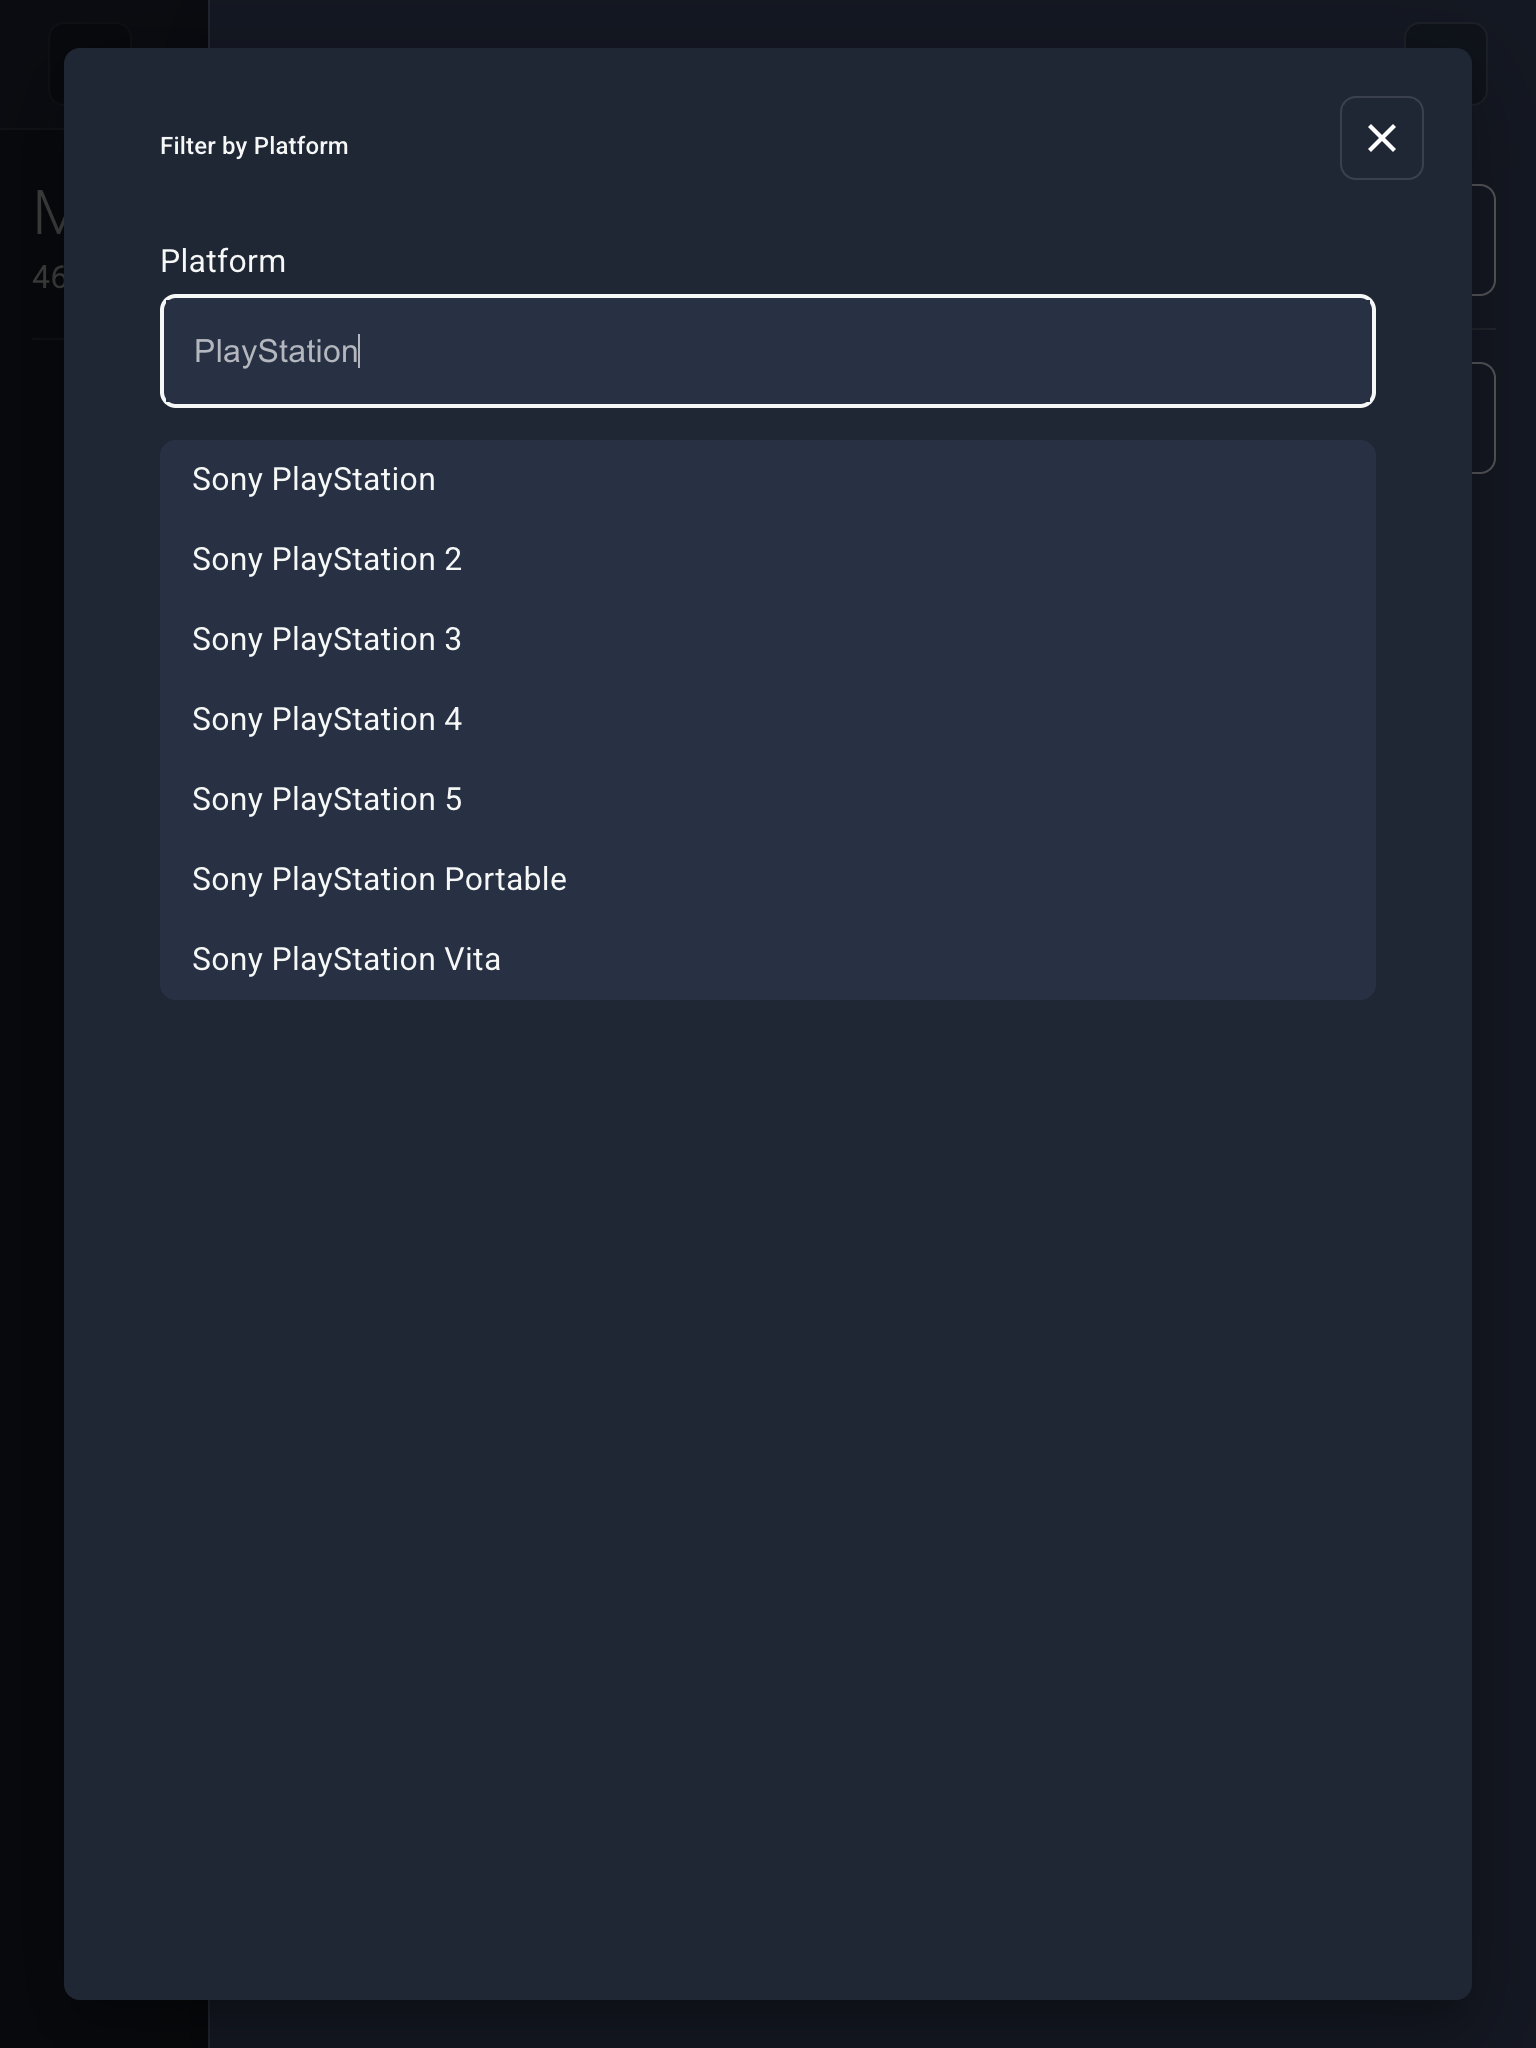 Filter by Platform
M
46
Platform
PlayStation
Sony PlayStation
Sony PlayStation 2
Sony PlayStation 3
Sony PlayStation 4
Sony PlayStation 5
Sony PlayStation Portable
Sony PlayStation Vita